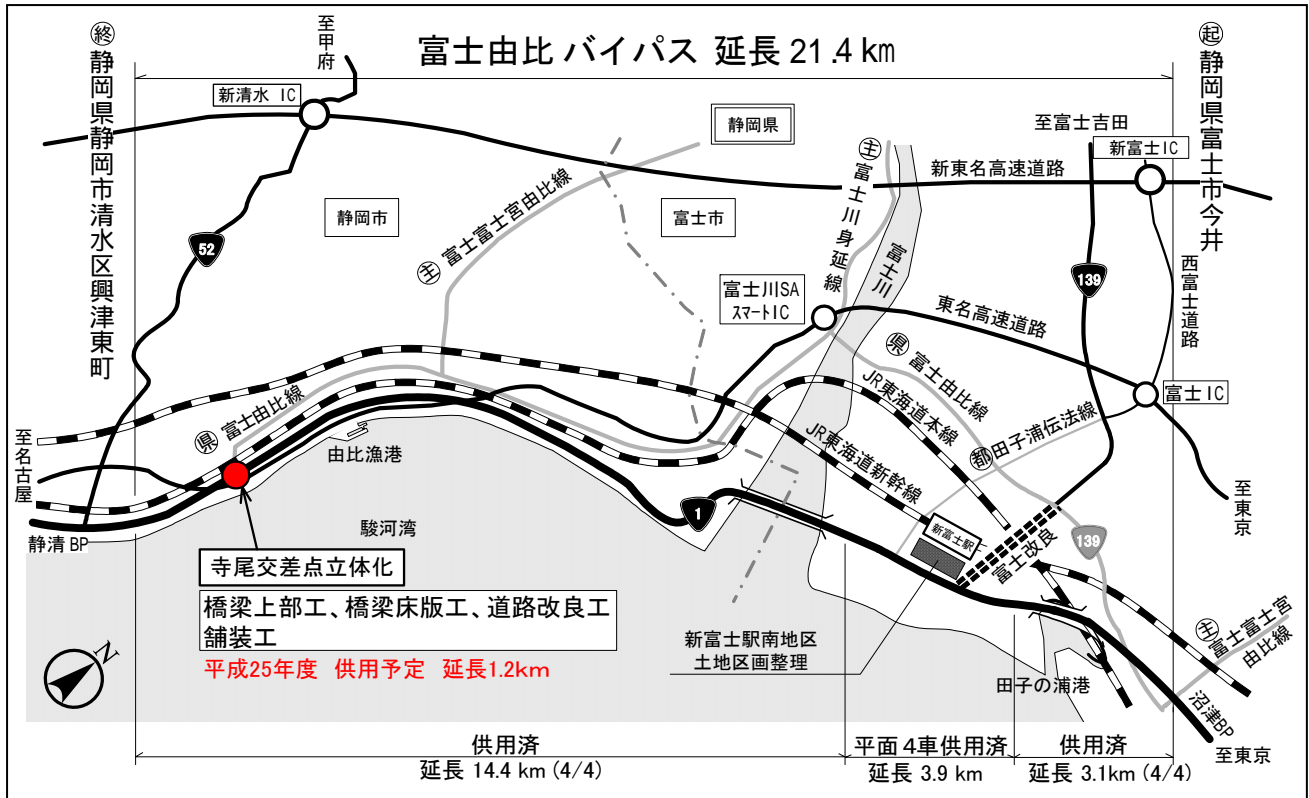 富士由比 バイパス 延長 21.4 km
終 静岡県静岡市清水区興津東町
起 静岡県富士市今井
至甲府
新清水 IC
静岡県
至富士吉田
新富士IC
新東名高速道路
主 富士川身延線
主 富士富士宮由比線
静岡市
富士市
52
富士川
139
西富士道路
富士川SA
スマートIC
東名高速道路
県 富士由比線
JR東海道本線
富士IC
都 田子浦伝法線
県 富士由比線
JR東海道新幹線
至名古屋
由比漁港
至東京
1
駿河湾
新富士駅
富士改良
139
静清 BP
寺尾交差点立体化
橋梁上部工、橋梁床版工、道路改良工
舗装工
平成25年度 供用予定 延長1.2km
新富士駅南地区
土地区画整理
主 富士富士宮
由比線
N
田子の浦港
沼津BP
至東京
供用済
延長 14.4 km (4/4)
平面4車供用済
延長 3.9 km
供用済
延長 3.1km (4/4)